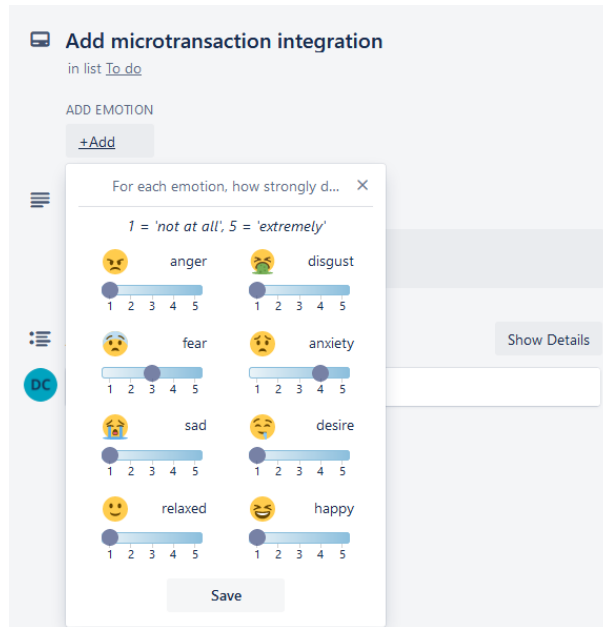 Add microtransaction integration
in list To do
ADD EMOTION
+Add
For each emotion, how strongly d... ×
1 = 'not at all', 5 = 'extremely'
anger disgust
1 2 3 4 5 1 2 3 4 5
fear anxiety
1 2 3 4 5 1 2 3 4 5
sad desire
1 2 3 4 5 1 2 3 4 5
relaxed happy
1 2 3 4 5 1 2 3 4 5
Save
Show Details
DC